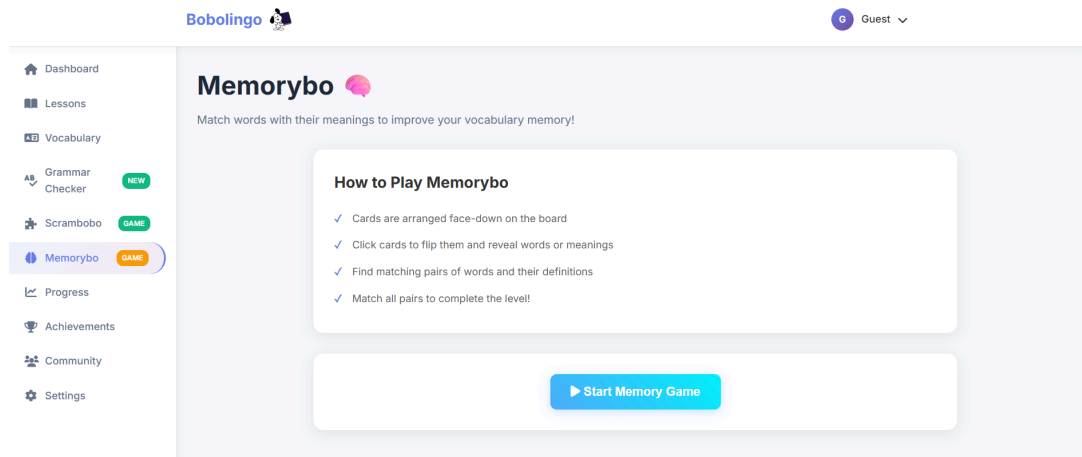 Bobolingo
G Guest
Dashboard
Lessons
Vocabulary
Grammar
Checker
NEW
Scrambobo GAME
Memorybo GAME
Progress
Achievements
Community
Settings
Memorybo
Match words with their meanings to improve your vocabulary memory!
How to Play Memorybo
✓ Cards are arranged face-down on the board
✓ Click cards to flip them and reveal words or meanings
✓ Find matching pairs of words and their definitions
✓ Match all pairs to complete the level!
Start Memory Game